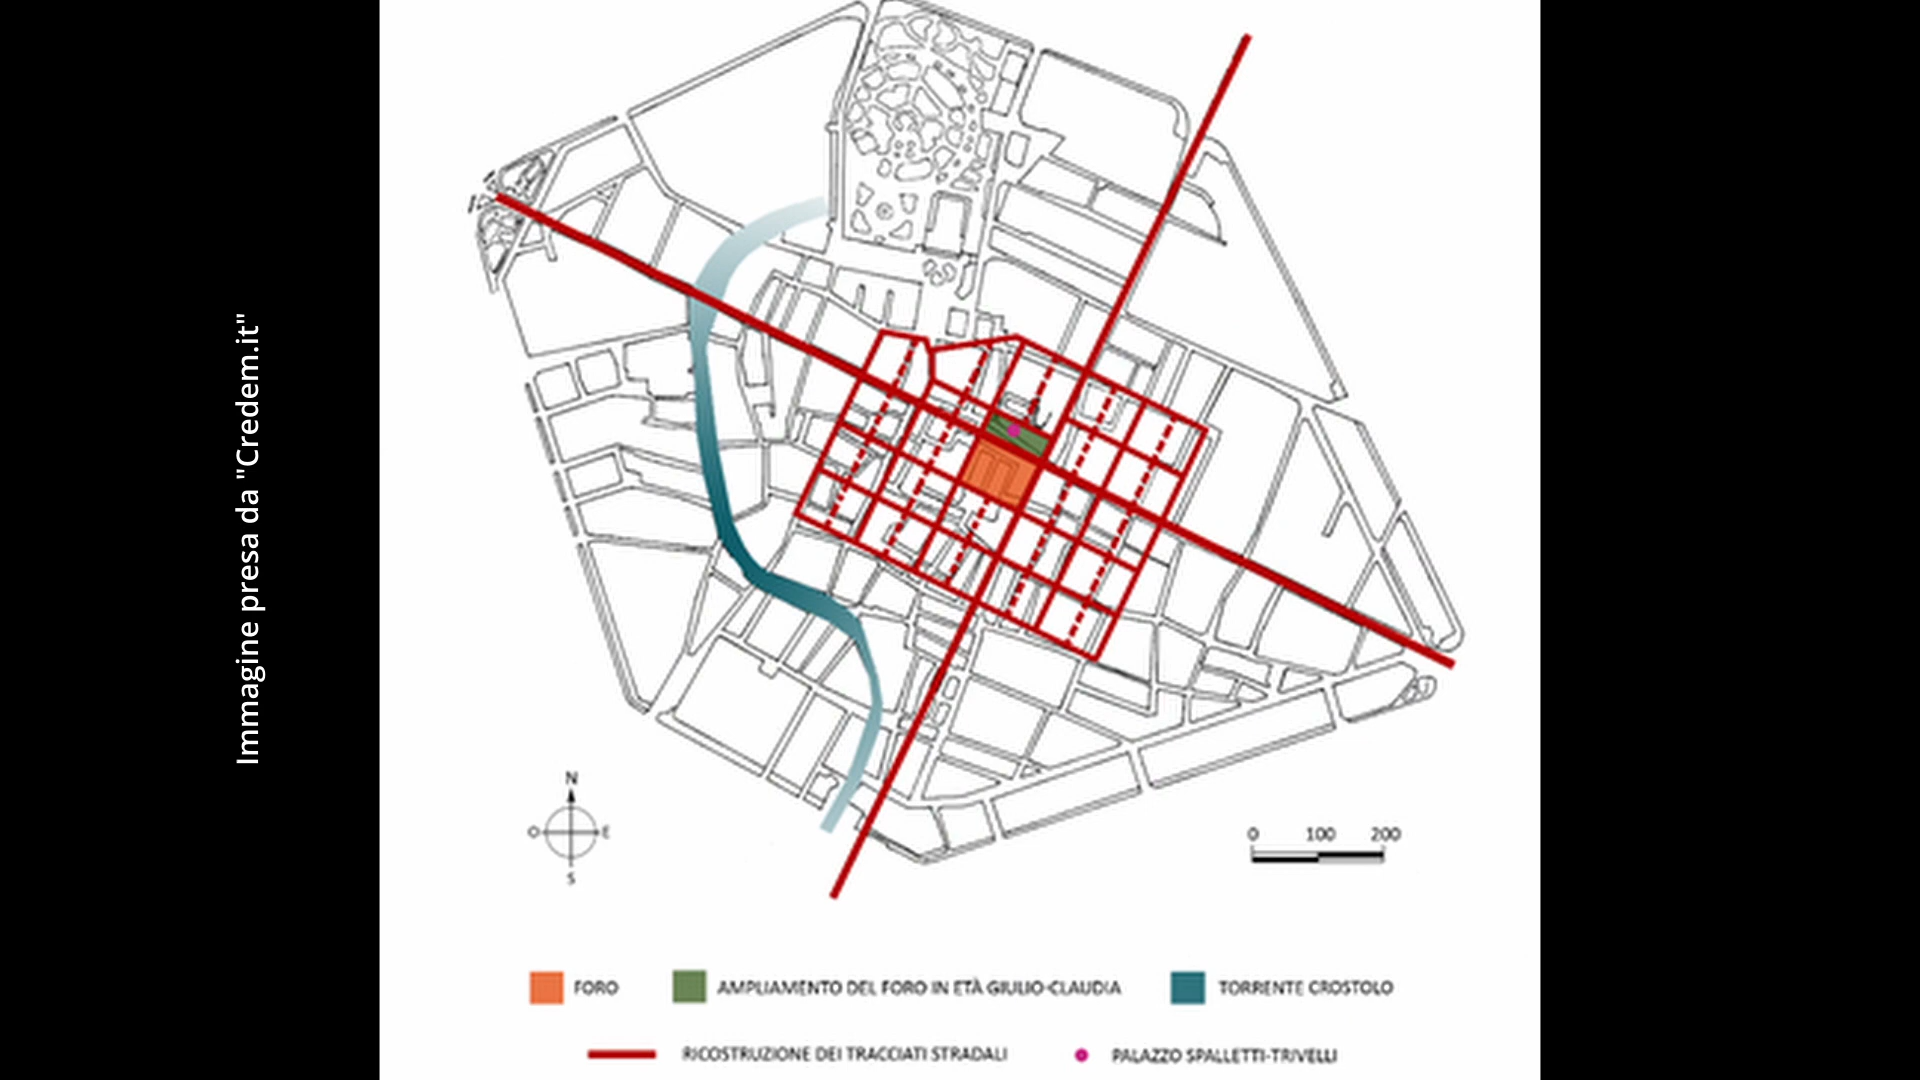 Immagine presa da "Credem.it"
N
O E
S
0 100 200
FORO
AMPLIAMENTO DEL FORO IN ETÀ GIULIO-CLAUDIA
TORRENTE CROSTOLO
RICOSTRUZIONE DEI TRACCIATI STRADALI
PALAZZO SPALLETTI-TRIVELLI